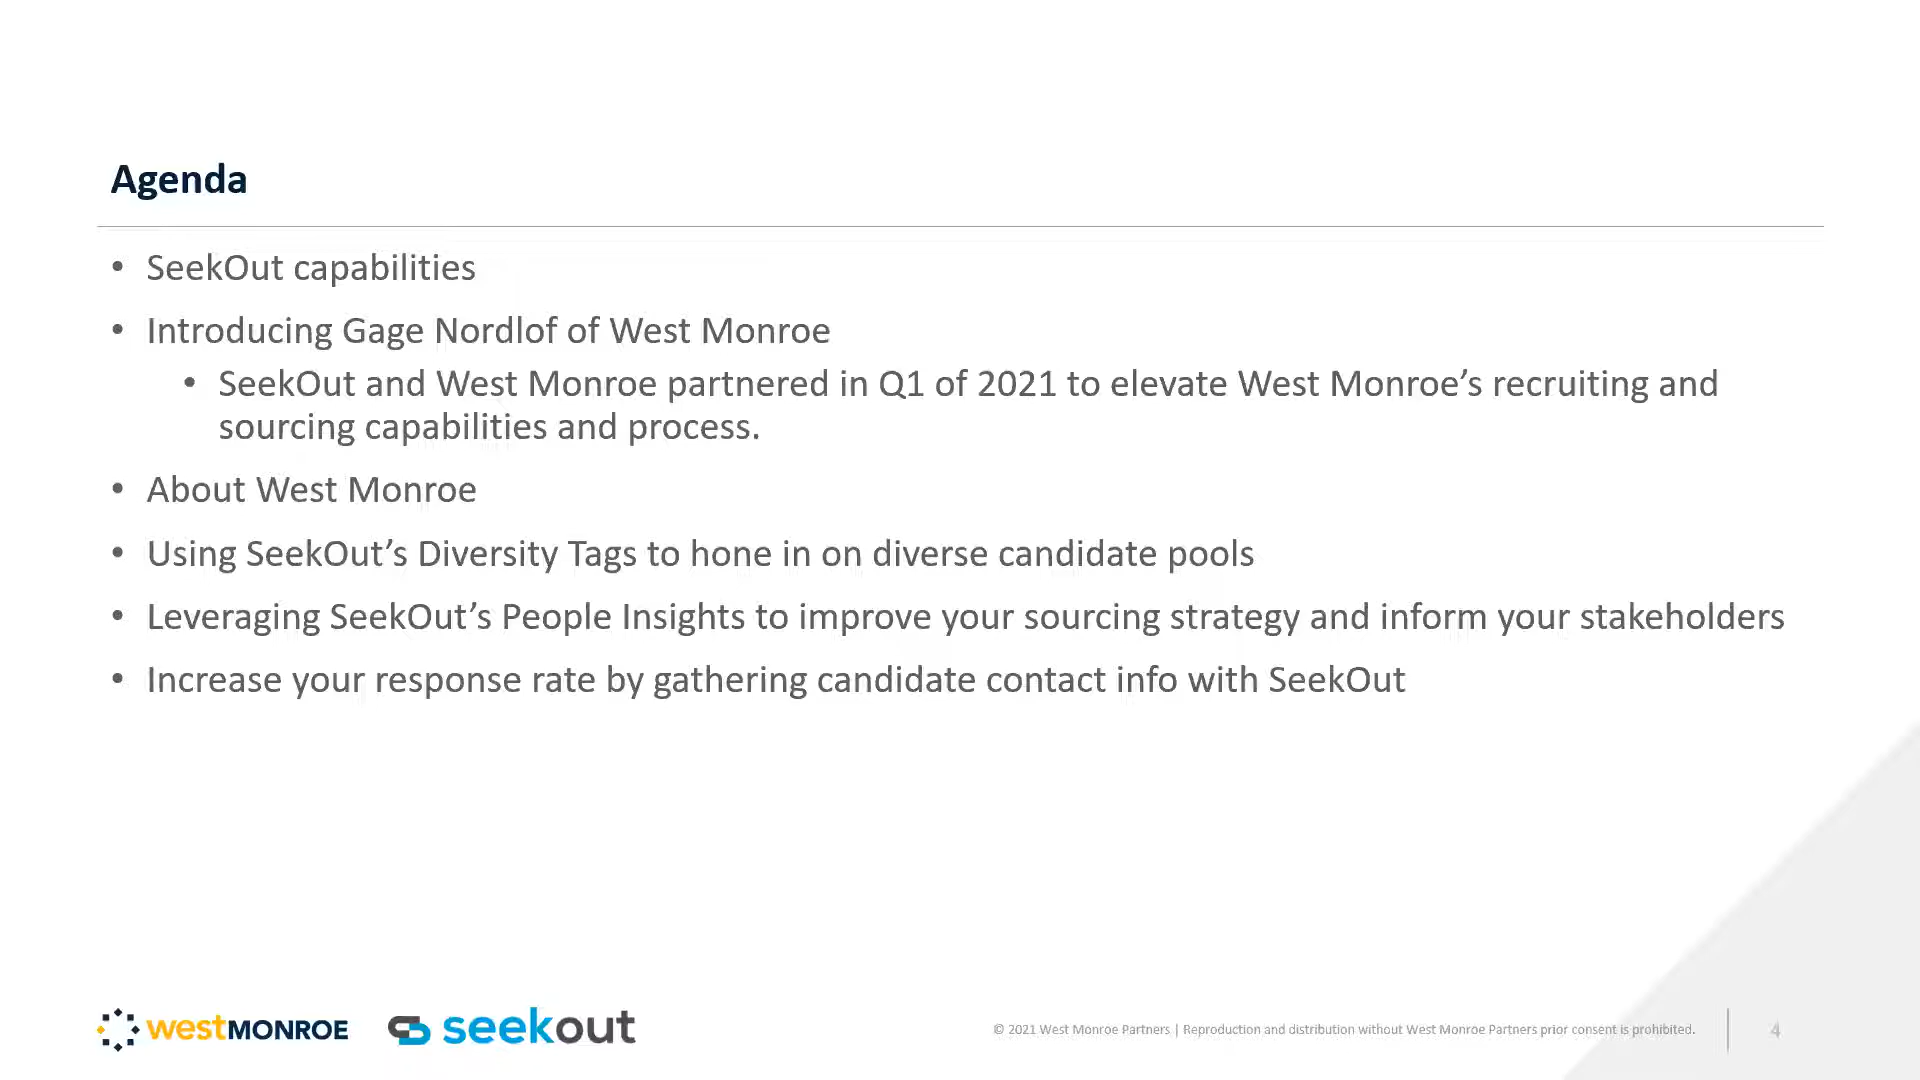 Agenda
• SeekOut capabilities
• Introducing Gage Nordlof of West Monroe
• SeekOut and West Monroe partnered in Q1 of 2021 to elevate West Monroe’s recruiting and
sourcing capabilities and process.
• About West Monroe
• Using SeekOut’s Diversity Tags to hone in on diverse candidate pools
• Leveraging SeekOut’s People Insights to improve your sourcing strategy and inform your stakeholders
• Increase your response rate by gathering candidate contact info with SeekOut
westMONROE seekout © 2021 West Monroe Partners | Reproduction and distribution without West Monroe Partners prior consent is prohibited. 4